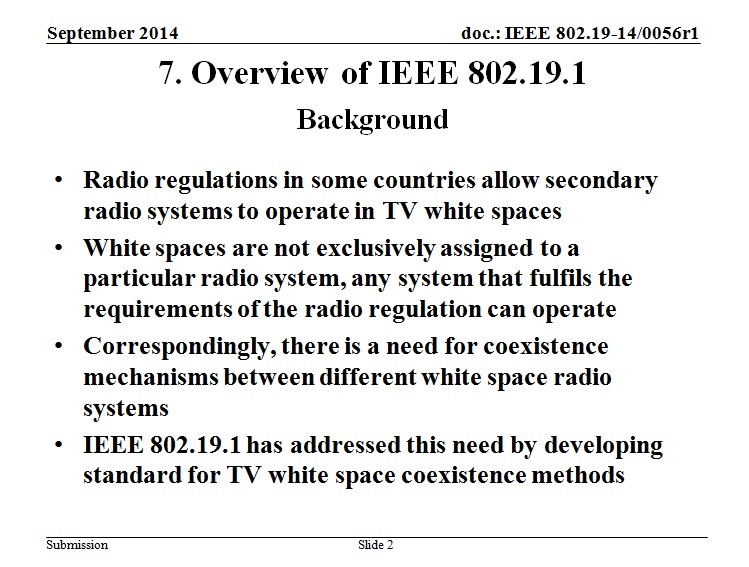 September 2014 doc.: IEEE 802.19-14/0056r1
7. Overview of IEEE 802.19.1
Background
• Radio regulations in some countries allow secondary
radio systems to operate in TV white spaces
• White spaces are not exclusively assigned to a
particular radio system, any system that fulfils the
requirements of the radio regulation can operate
• Correspondingly, there is a need for coexistence
mechanisms between different white space radio
systems
• IEEE 802.19.1 has addressed this need by developing
standard for TV white space coexistence methods
Submission Slide 2